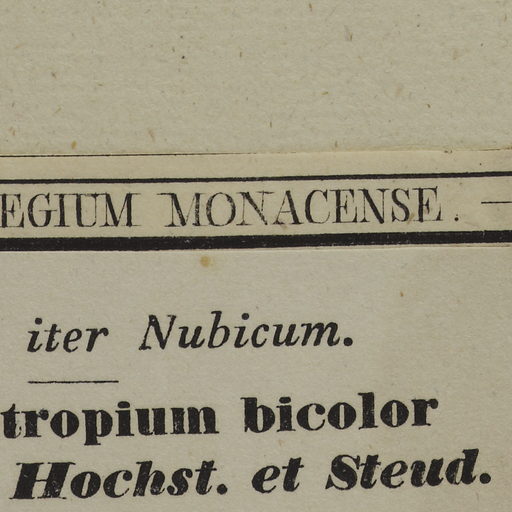 EGIUM MONACENSE. —
iter Nubicum.
tropium bicolor
Hochst. et Steud.